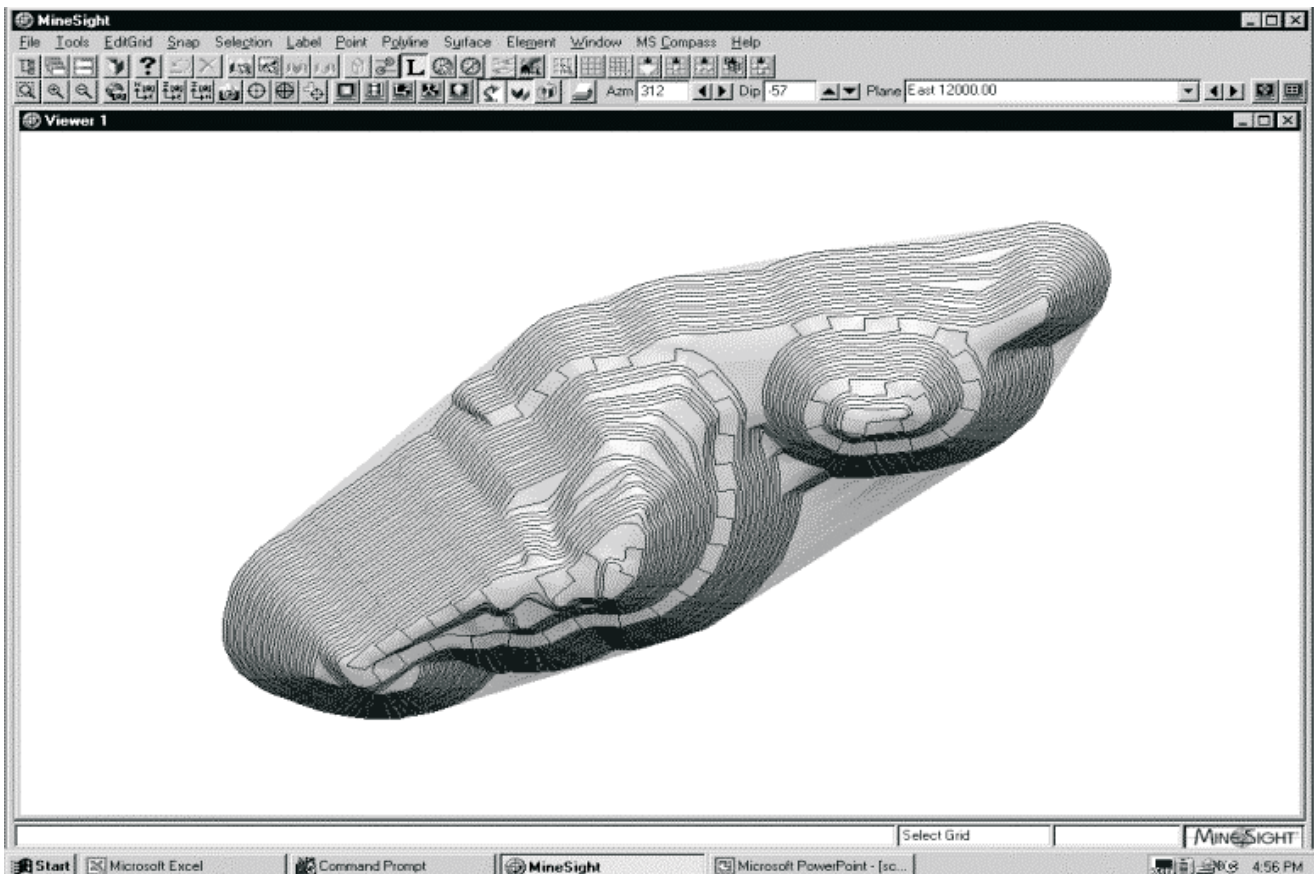 MineSight
File Tools EditGrid Snap Selection Label Point Polyline Surface Element Window MS Compass Help
L Azm 312 Dip -57 Plane East 12000.00
Viewer 1
Select Grid
MINESIGHT
Start Microsoft Excel Command Prompt MineSight Microsoft PowerPoint - [sc... 4:56 PM